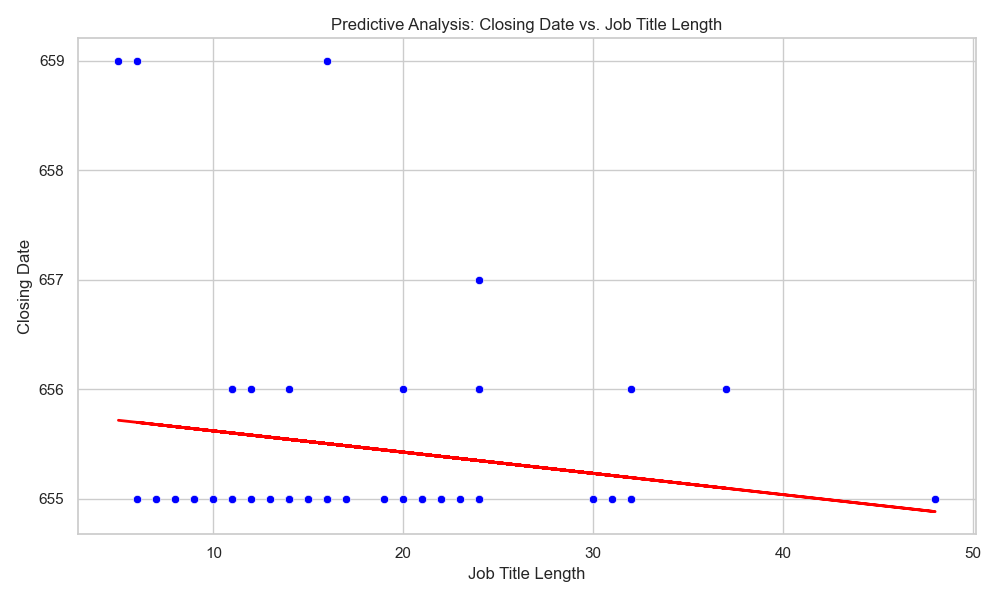 Predictive Analysis: Closing Date vs. Job Title Length
Closing Date
659
658
657
656
655
10 20 30 40 50
Job Title Length